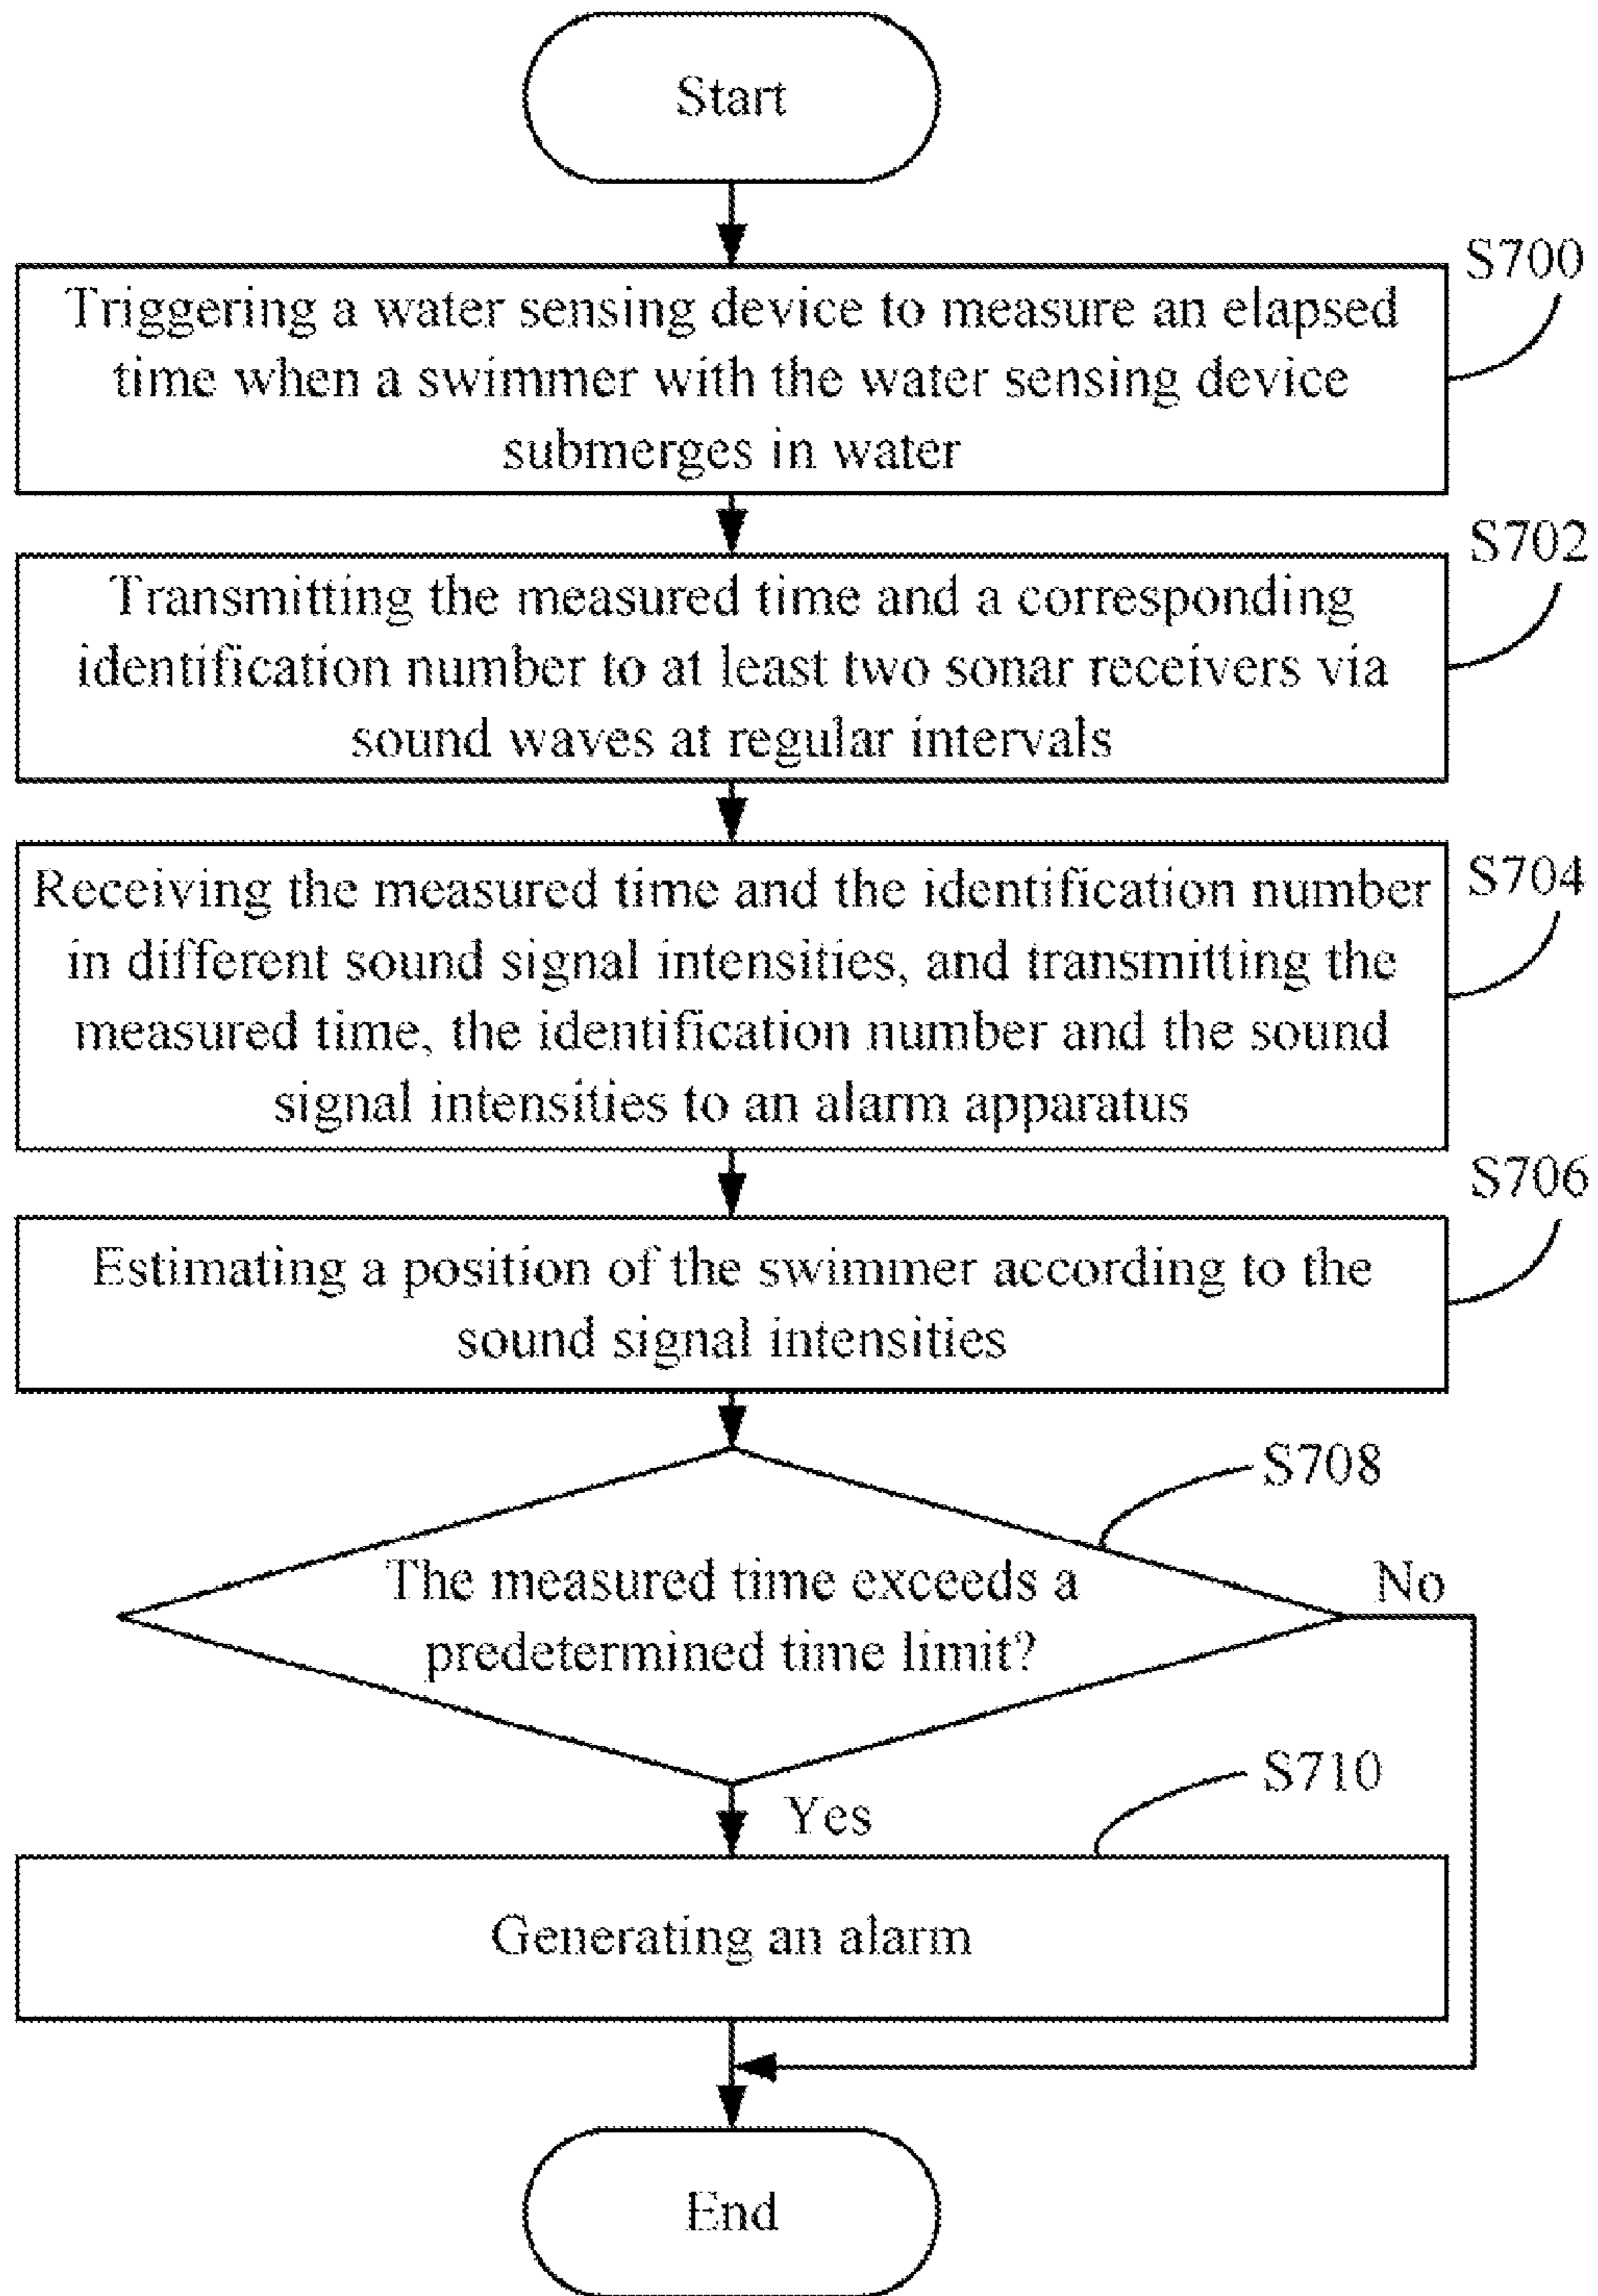 Start
S700
Triggering a water sensing device to measure an elapsed
time when a swimmer with the water sensing device
submerges in water
S702
Transmitting the measured time and a corresponding
identification number to at least two sonar receivers via
sound waves at regular intervals
S704
Receiving the measured time and the identification number
in different sound signal intensities, and transmitting the
measured time, the identification number and the sound
signal intensities to an alarm apparatus
S706
Estimating a position of the swimmer according to the
sound signal intensities
S708
The measured time exceeds a
predetermined time limit?
No
Yes
S710
Generating an alarm
End